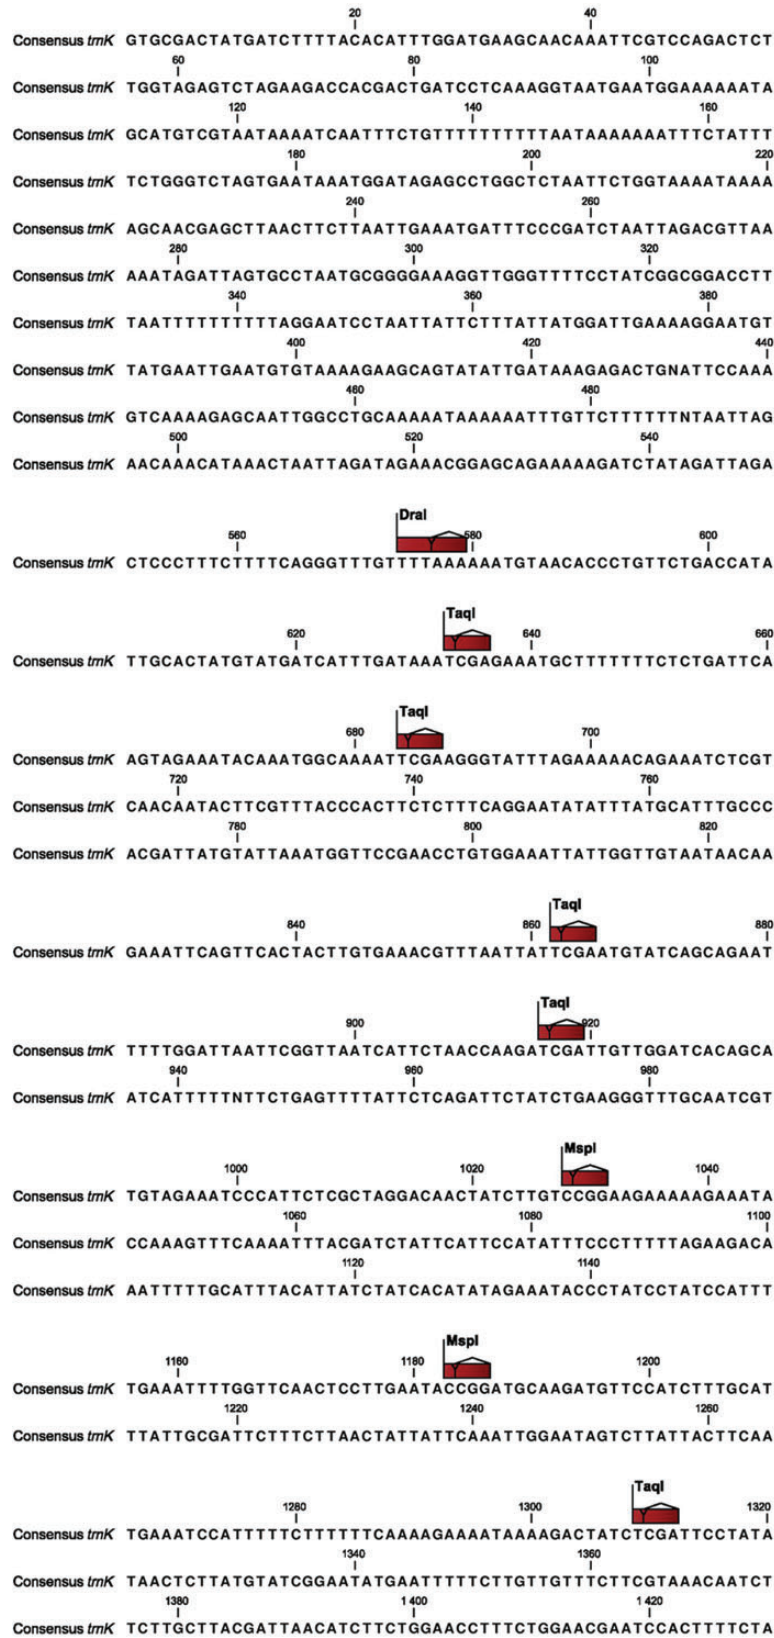 20 40
Consensus trnK GTGCGACTATGATCTTTTACACATTTGGATGAAGCAACAAATTCGTCCAGACTCT
60 80 100
Consensus trnK TGGTAGAGTCTAGAAGACCACGACTGATCCTCAAAGGTAATGAATGGAAAAAATA
120 140 160
Consensus trnK GCATGTCGTAATAAAATCAATTTCTGTTTTTTTTTTTAATAAAAAAATTTCTATTT
180 200 220
Consensus trnK TCTGGGTCTAGTGAATAAATGGATAGAGCCTGGCTCTAATTCTGGTAAAATAAAA
240 260
Consensus trnK AGCAACGAGCTTAACTTCTTAATTGAAATGATTTCCCGATCTAATTAGACGTTAA
280 300 320
Consensus trnK AAATAGATTAGTGCCTAATGCGGGGAAAGGTTGGGTTTTCCTATCGGCGGACCTT
340 360 380
Consensus trnK TAATTTTTTTTTTAGGAATCCTAATTATTCTTTATTATGGATTGAAAAGGAATGT
400 420 440
Consensus trnK TATGAATTGAATGTGTAAAAGAAGCAGTATATTGATAAAGAGACTGNATTCCAAA
460 480
Consensus trnK GTCAAAAGAGCAATTGGCCTGCAAAAATAAAAAATTTGTTCTTTTTTNTAATTAG
500 520 540
Consensus trnK AACAAACATAAACTAATTAGATAGAAACGGAGCAGAAAAAGATCTATAGATTAGA
DraI
560 580 600
Consensus trnK CTCCCTTTCTTTTCAGGGTTTGTTTTAAAAAATGTAACACCCTGTTCTGACCATA
TaqI
620 640 660
Consensus trnK TTGCACTATGTATGATCATTTGATAAATCGAGAAATGCTTTTTTTCTCTGATTCA
TaqI
680 700
Consensus trnK AGTAGAAATACAAATGGCAAAATTCGAAGGGTATTTAGAAAAACAGAAATCTCGT
720 740 760
Consensus trnK CAACAATACTTCGTTTACCCACTTCTCTTTCAGGAATATATTTATGCATTTGCCC
780 800 820
Consensus trnK ACGATTATGTATTAAATGGTTCCGAACCTGTGGAAATTATTGGTTGTAATAACAA
TaqI
840 860 880
Consensus trnK GAAATTCAGTTCACTACTTGTGAAACGTTTAATTATTCGAATGTATCAGCAGAAT
TaqI
900 920
Consensus trnK TTTTGGATTAATTCGGTTAATCATTCTAACCAAGATCGATTGTTGGATCACAGCA
940 960 980
Consensus trnK ATCATTTTTNTTCTGAGTTTTATTCTCAGATTCTATCTGAAGGGTTTGCAATCGT
MspI
1000 1020 1040
Consensus trnK TGTAGAAATCCCATTCTCGCTAGGACAACTATCTTGTCCGGAAGAAAAAGAAATA
1060 1080 1100
Consensus trnK CCAAAGTTTCAAAATTTACGATCTATTCATTCCATATTTCCCTTTTTAGAAGACA
1120 1140
Consensus trnK AATTTTTGCATTTACATTATCTATCACATATAGAAATACCCTATCCTATCCATTT
MspI
1160 1180 1200
Consensus trnK TGAAATTTTGGTTCAACTCCTTGAATACCGGATGCAAGATGTTCCATCTTTGCAT
1220 1240 1260
Consensus trnK TTATTGCGATTCTTTCTTAACTATTATTCAAATTGGAATAGTCTTATTACTTCAA
TaqI
1280 1300 1320
Consensus trnK TGAAATCCATTTTTCTTTTTTCAAAAGAAAATAAAAGACTATCTCGATTCCTATA
1340 1360
Consensus trnK TAACTCTTATGTATCGGAATATGAATTTTTCTTGTTGTTTCTTCGTAAACAATCT
1380 1 400 1 420
Consensus trnK TCTTGCTTACGATTAACATCTTCTGGAACCTTTCTGGAACGAATCCACTTTTCTA